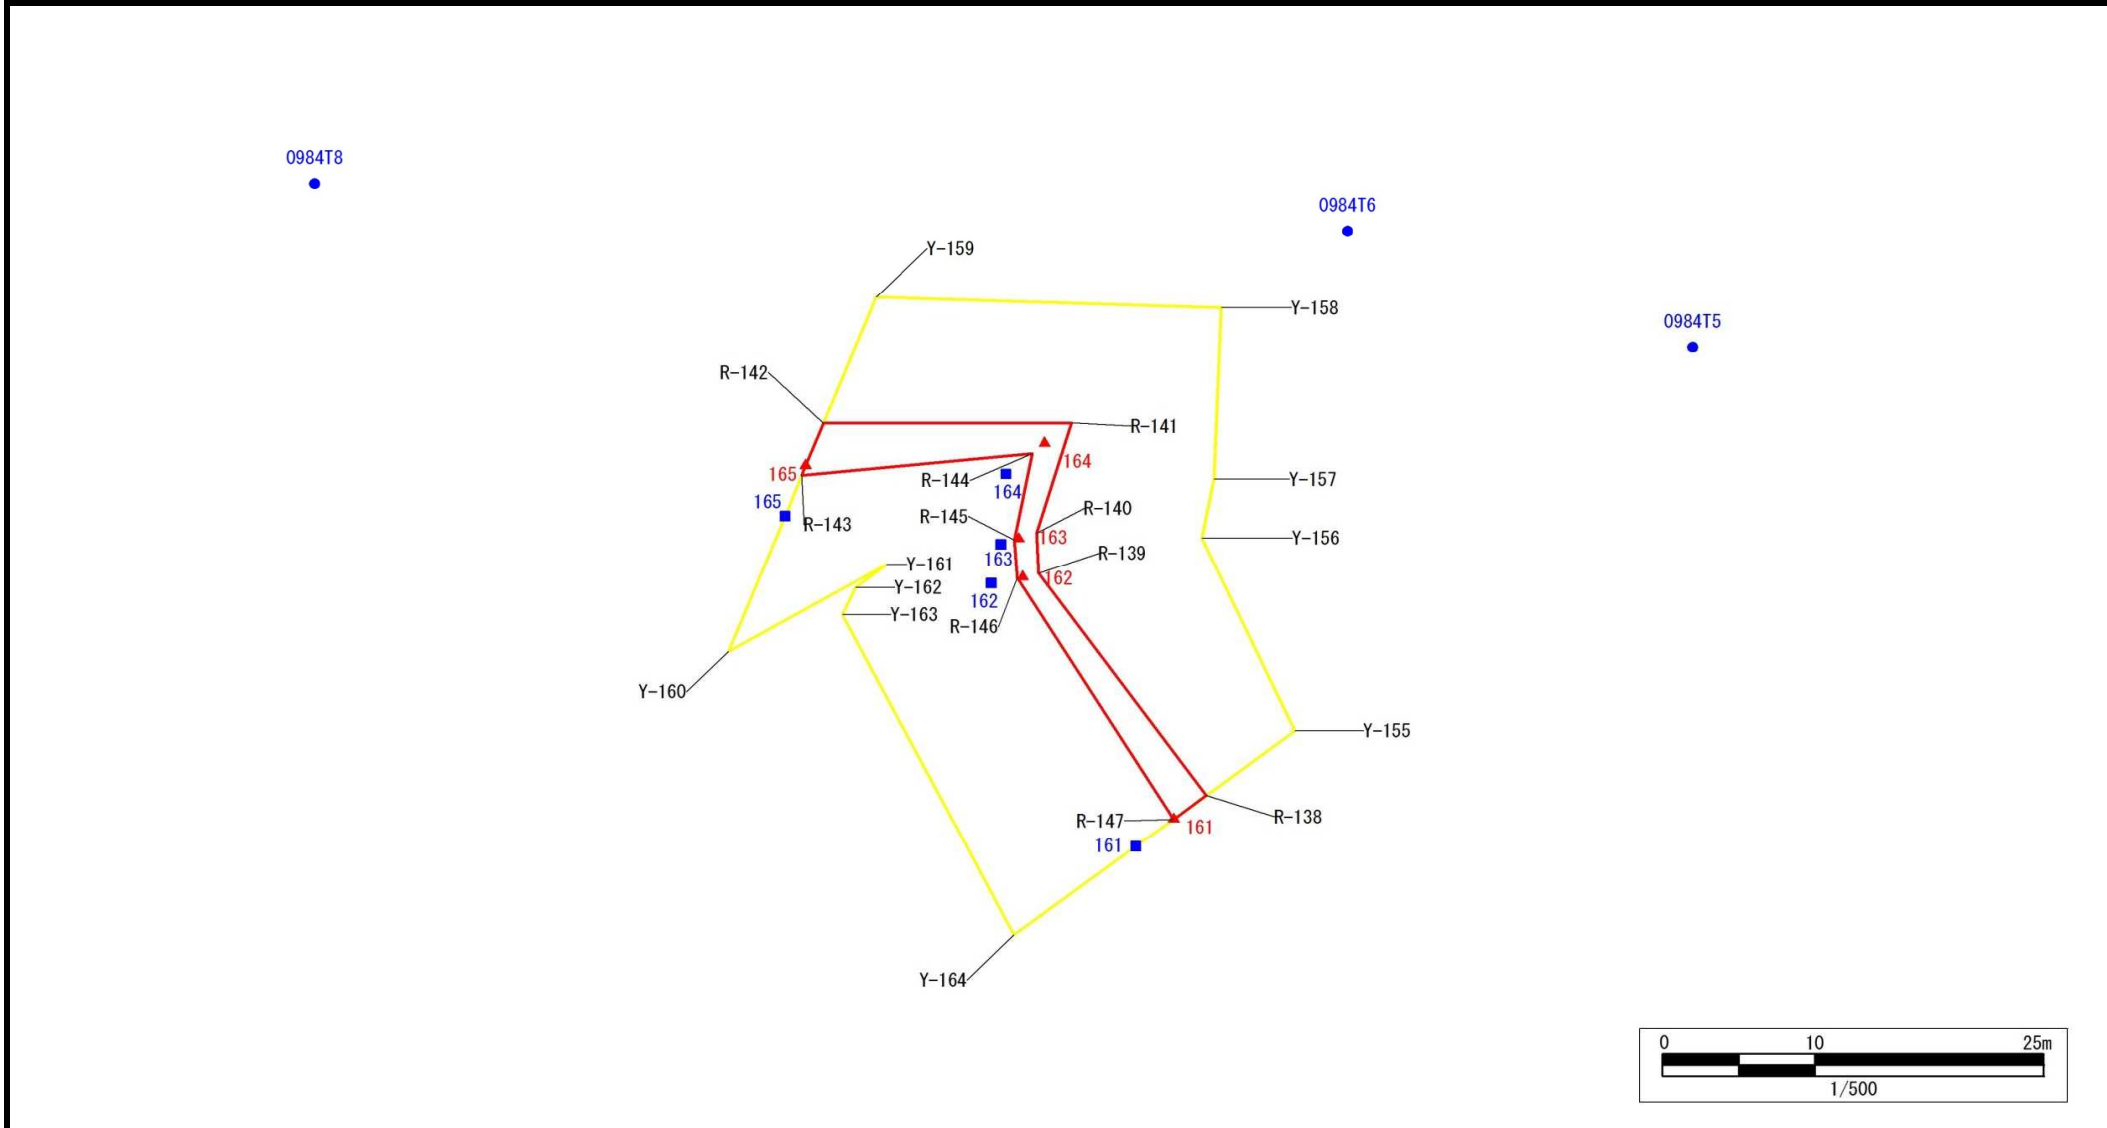 0984T8
0984T6
Y-159
Y-158
0984T5
R-142
R-141
164
165
R-144
164
165
R-143
R-145
R-140
163
163
R-139
Y-161
162
Y-162
162
Y-163
R-146
Y-160
Y-157
Y-156
Y-155
R-147
161
R-138
161
Y-164
0 10 25m
1/500